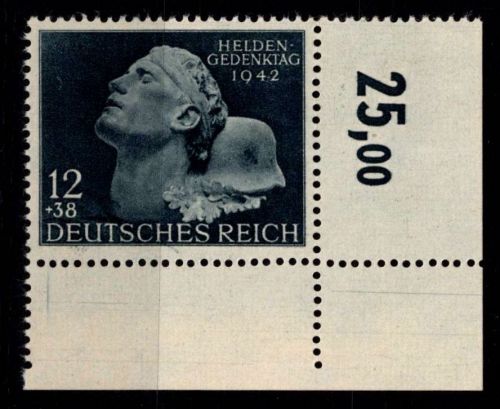 HELDEN-
GEDENKTAG
1942
12
+38
DEUTSCHES REICH
25,00